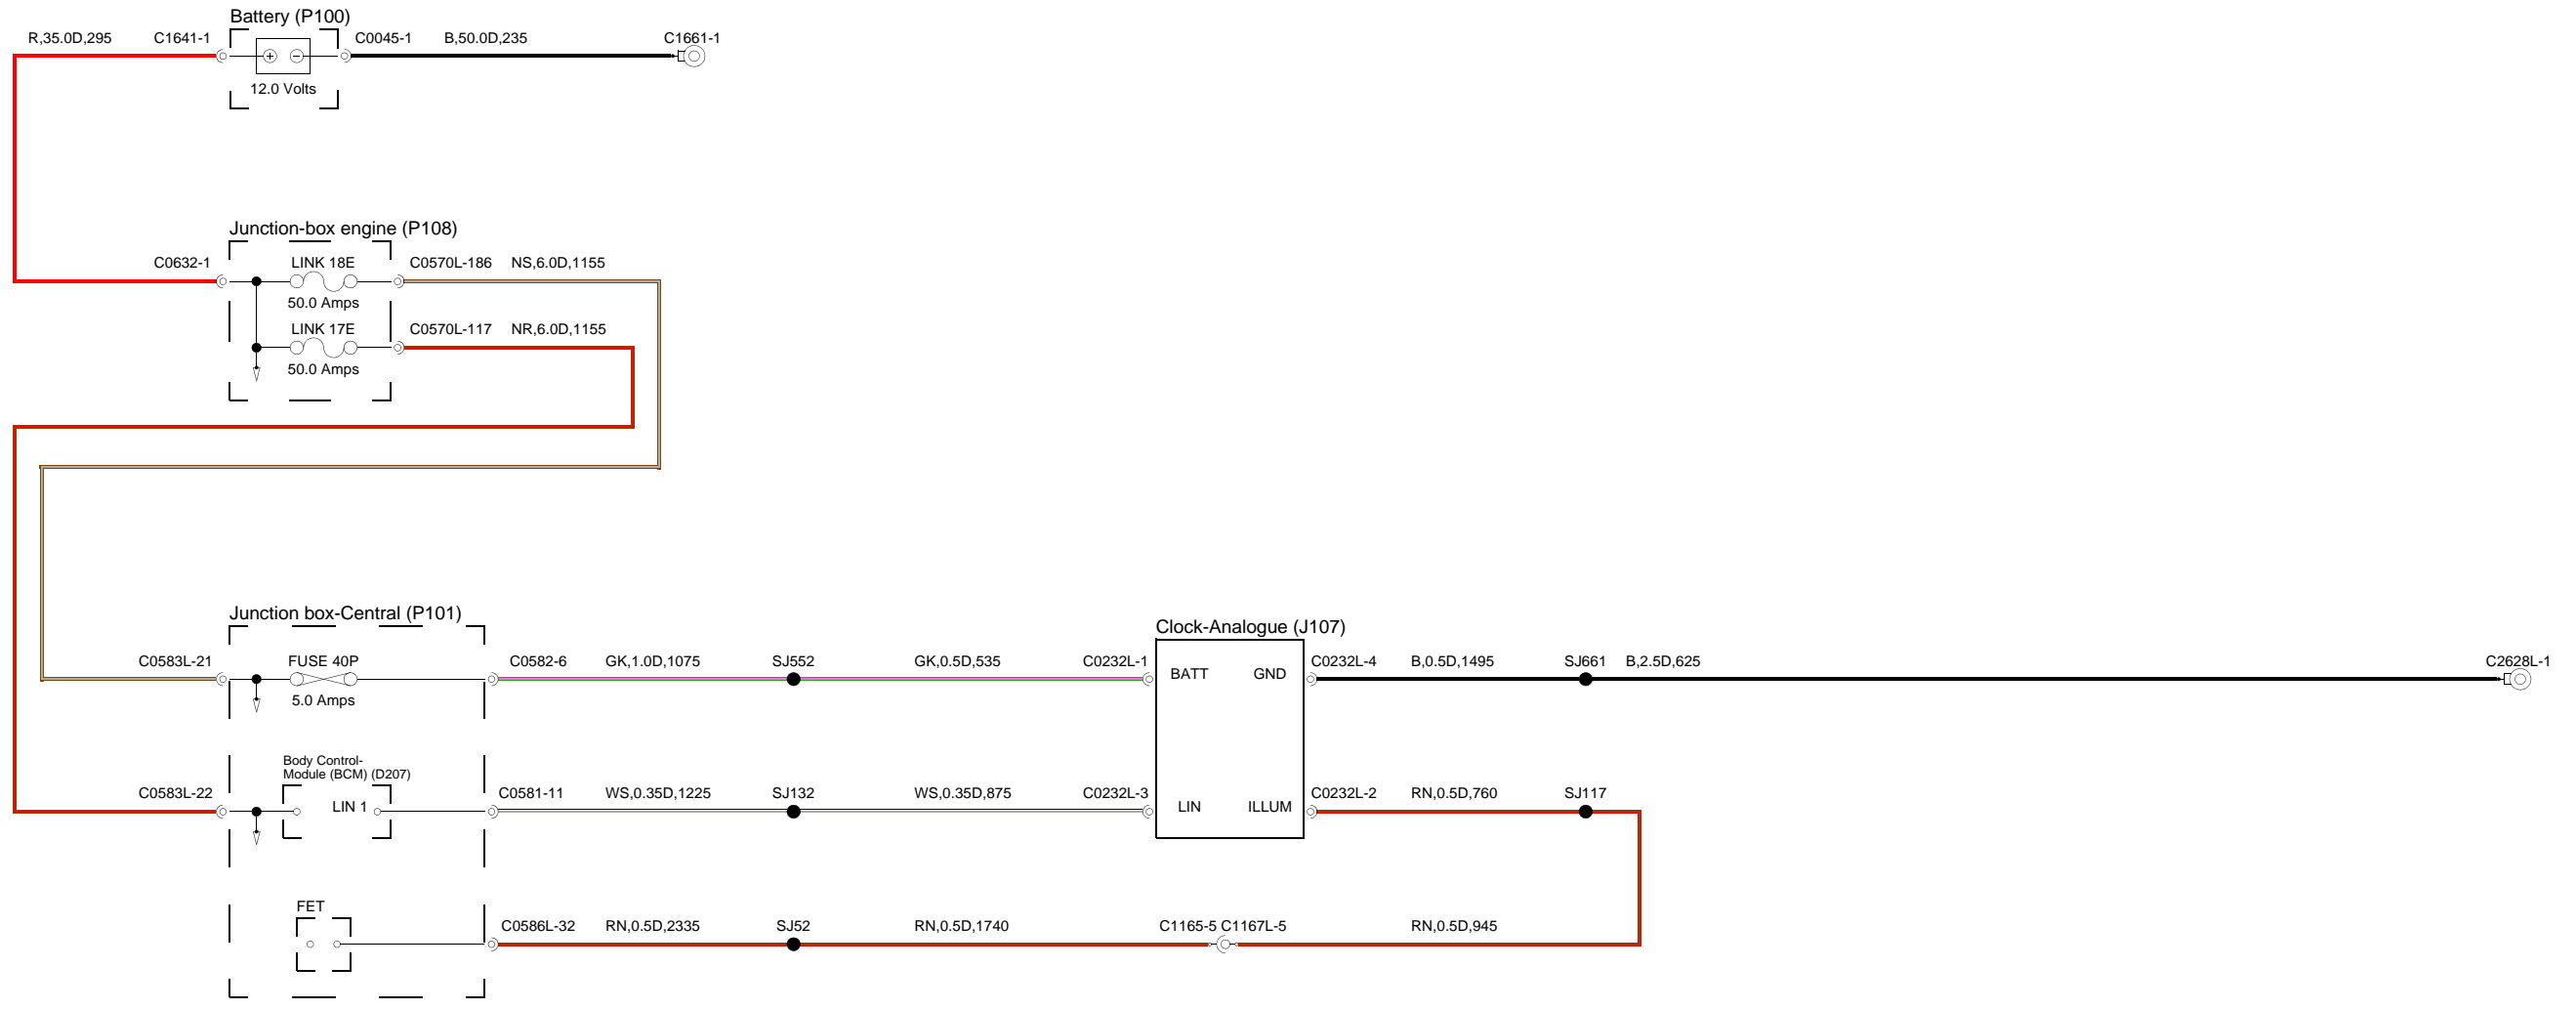 Battery (P100)
R,35.0D,295 C1641-1 C0045-1 B,50.0D,235 C1661-1
12.0 Volts
Junction-box engine (P108)
C0632-1 LINK 18E C0570L-186 NS,6.0D,1155
50.0 Amps
LINK 17E C0570L-117 NR,6.0D,1155
50.0 Amps
Junction box-Central (P101)
Clock-Analogue (J107)
C0583L-21 FUSE 40P C0582-6 GK,1.0D,1075 SJ552 GK,0.5D,535 C0232L-1 BATT GND C0232L-4 B,0.5D,1495 SJ661 B,2.5D,625 C2628L-1
5.0 Amps
Body Control-
Module (BCM) (D207)
C0583L-22 LIN 1 C0581-11 WS,0.35D,1225 SJ132 WS,0.35D,875 C0232L-3 LIN ILLUM C0232L-2 RN,0.5D,760 SJ117
FET
C0586L-32 RN,0.5D,2335 SJ52 RN,0.5D,1740 C1165-5 C1167L-5 RN,0.5D,945